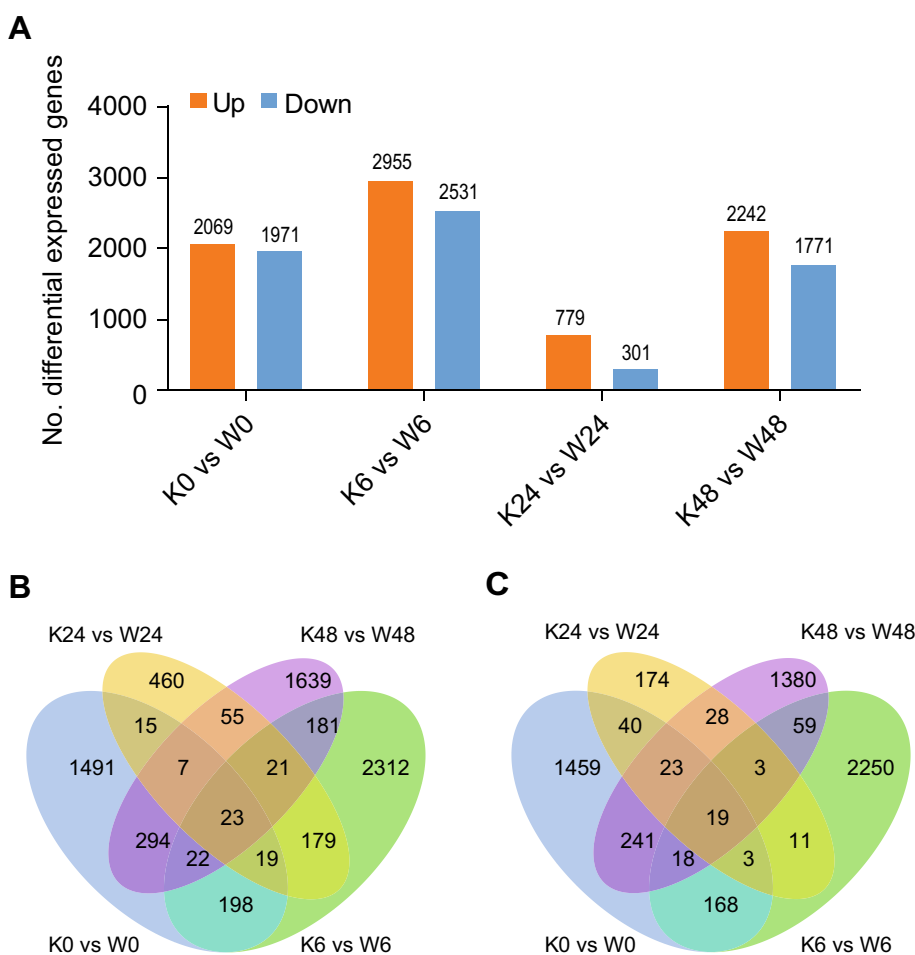 A
No. differential expressed genes
Up Down
4000
3000
2000
1000
0
2069 1971
2955 2531
779 301
2242 1771
K0 vs W0
K6 vs W6
K24 vs W24
K48 vs W48
B
K24 vs W24 K48 vs W48
460 1639
15 55 181
1491 7 21 2312
23
294 22 19 179
198
K0 vs W0 K6 vs W6
C
K24 vs W24 K48 vs W48
174 1380
40 28 59
1459 23 3 2250
19
241 18 3 11
168
K0 vs W0 K6 vs W6